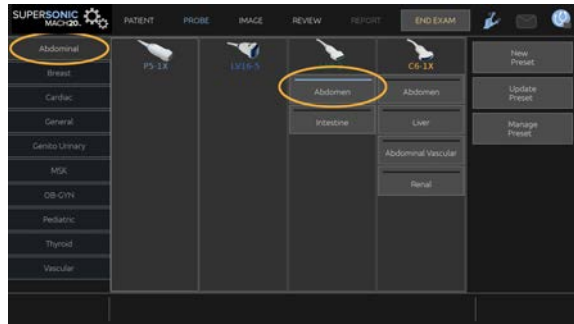 SUPERSONIC
MACH20.
PATIENT
PROBE
IMAGE
REVIEW
REPORT
END EXAM
Abdominal
Breast
Cardiac
General
Genito Urinary
MSK
OB-GYN
Pediatric
Thyroid
Vascular
P5-1X
LV16-5
C6-1X
Abdomen
Intestine
Abdomen
Liver
Abdominal Vascular
Renal
New
Preset
Update
Preset
Manage
Preset